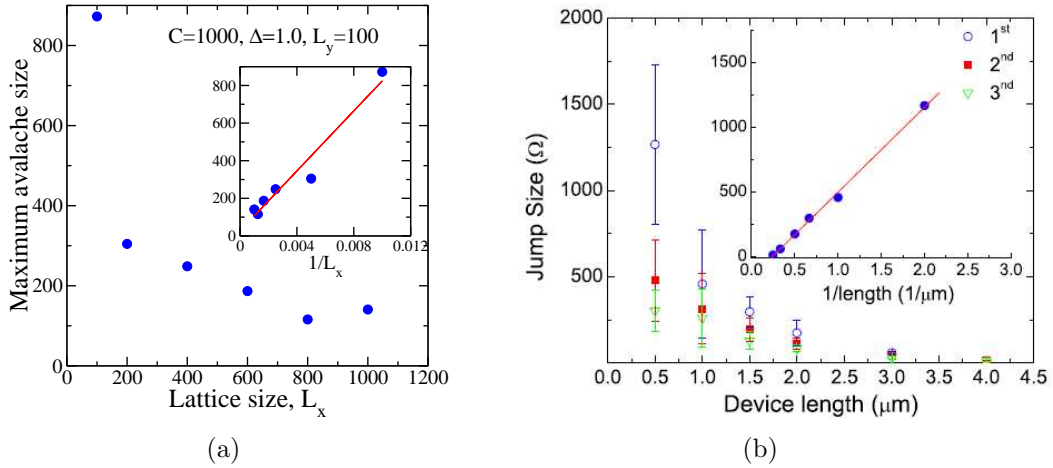 C=1000, Δ=1.0, L_y=100
Maximum avalache size
800
600
400
200
0
0 200 400 600 800 1000 1200
Lattice size, L_x
800
600
400
200
0
0 0.004 0.008 0.012
1/L_x
(a)
Jump Size (Ω)
2000
1500
1000
500
0.0 0.5 1.0 1.5 2.0 2.5 3.0 3.5 4.0 4.5
Device length (μm)
1st
2nd
3nd
1500
1000
500
0
0.0 0.5 1.0 1.5 2.0 2.5 3.0
1/length (1/μm)
(b)